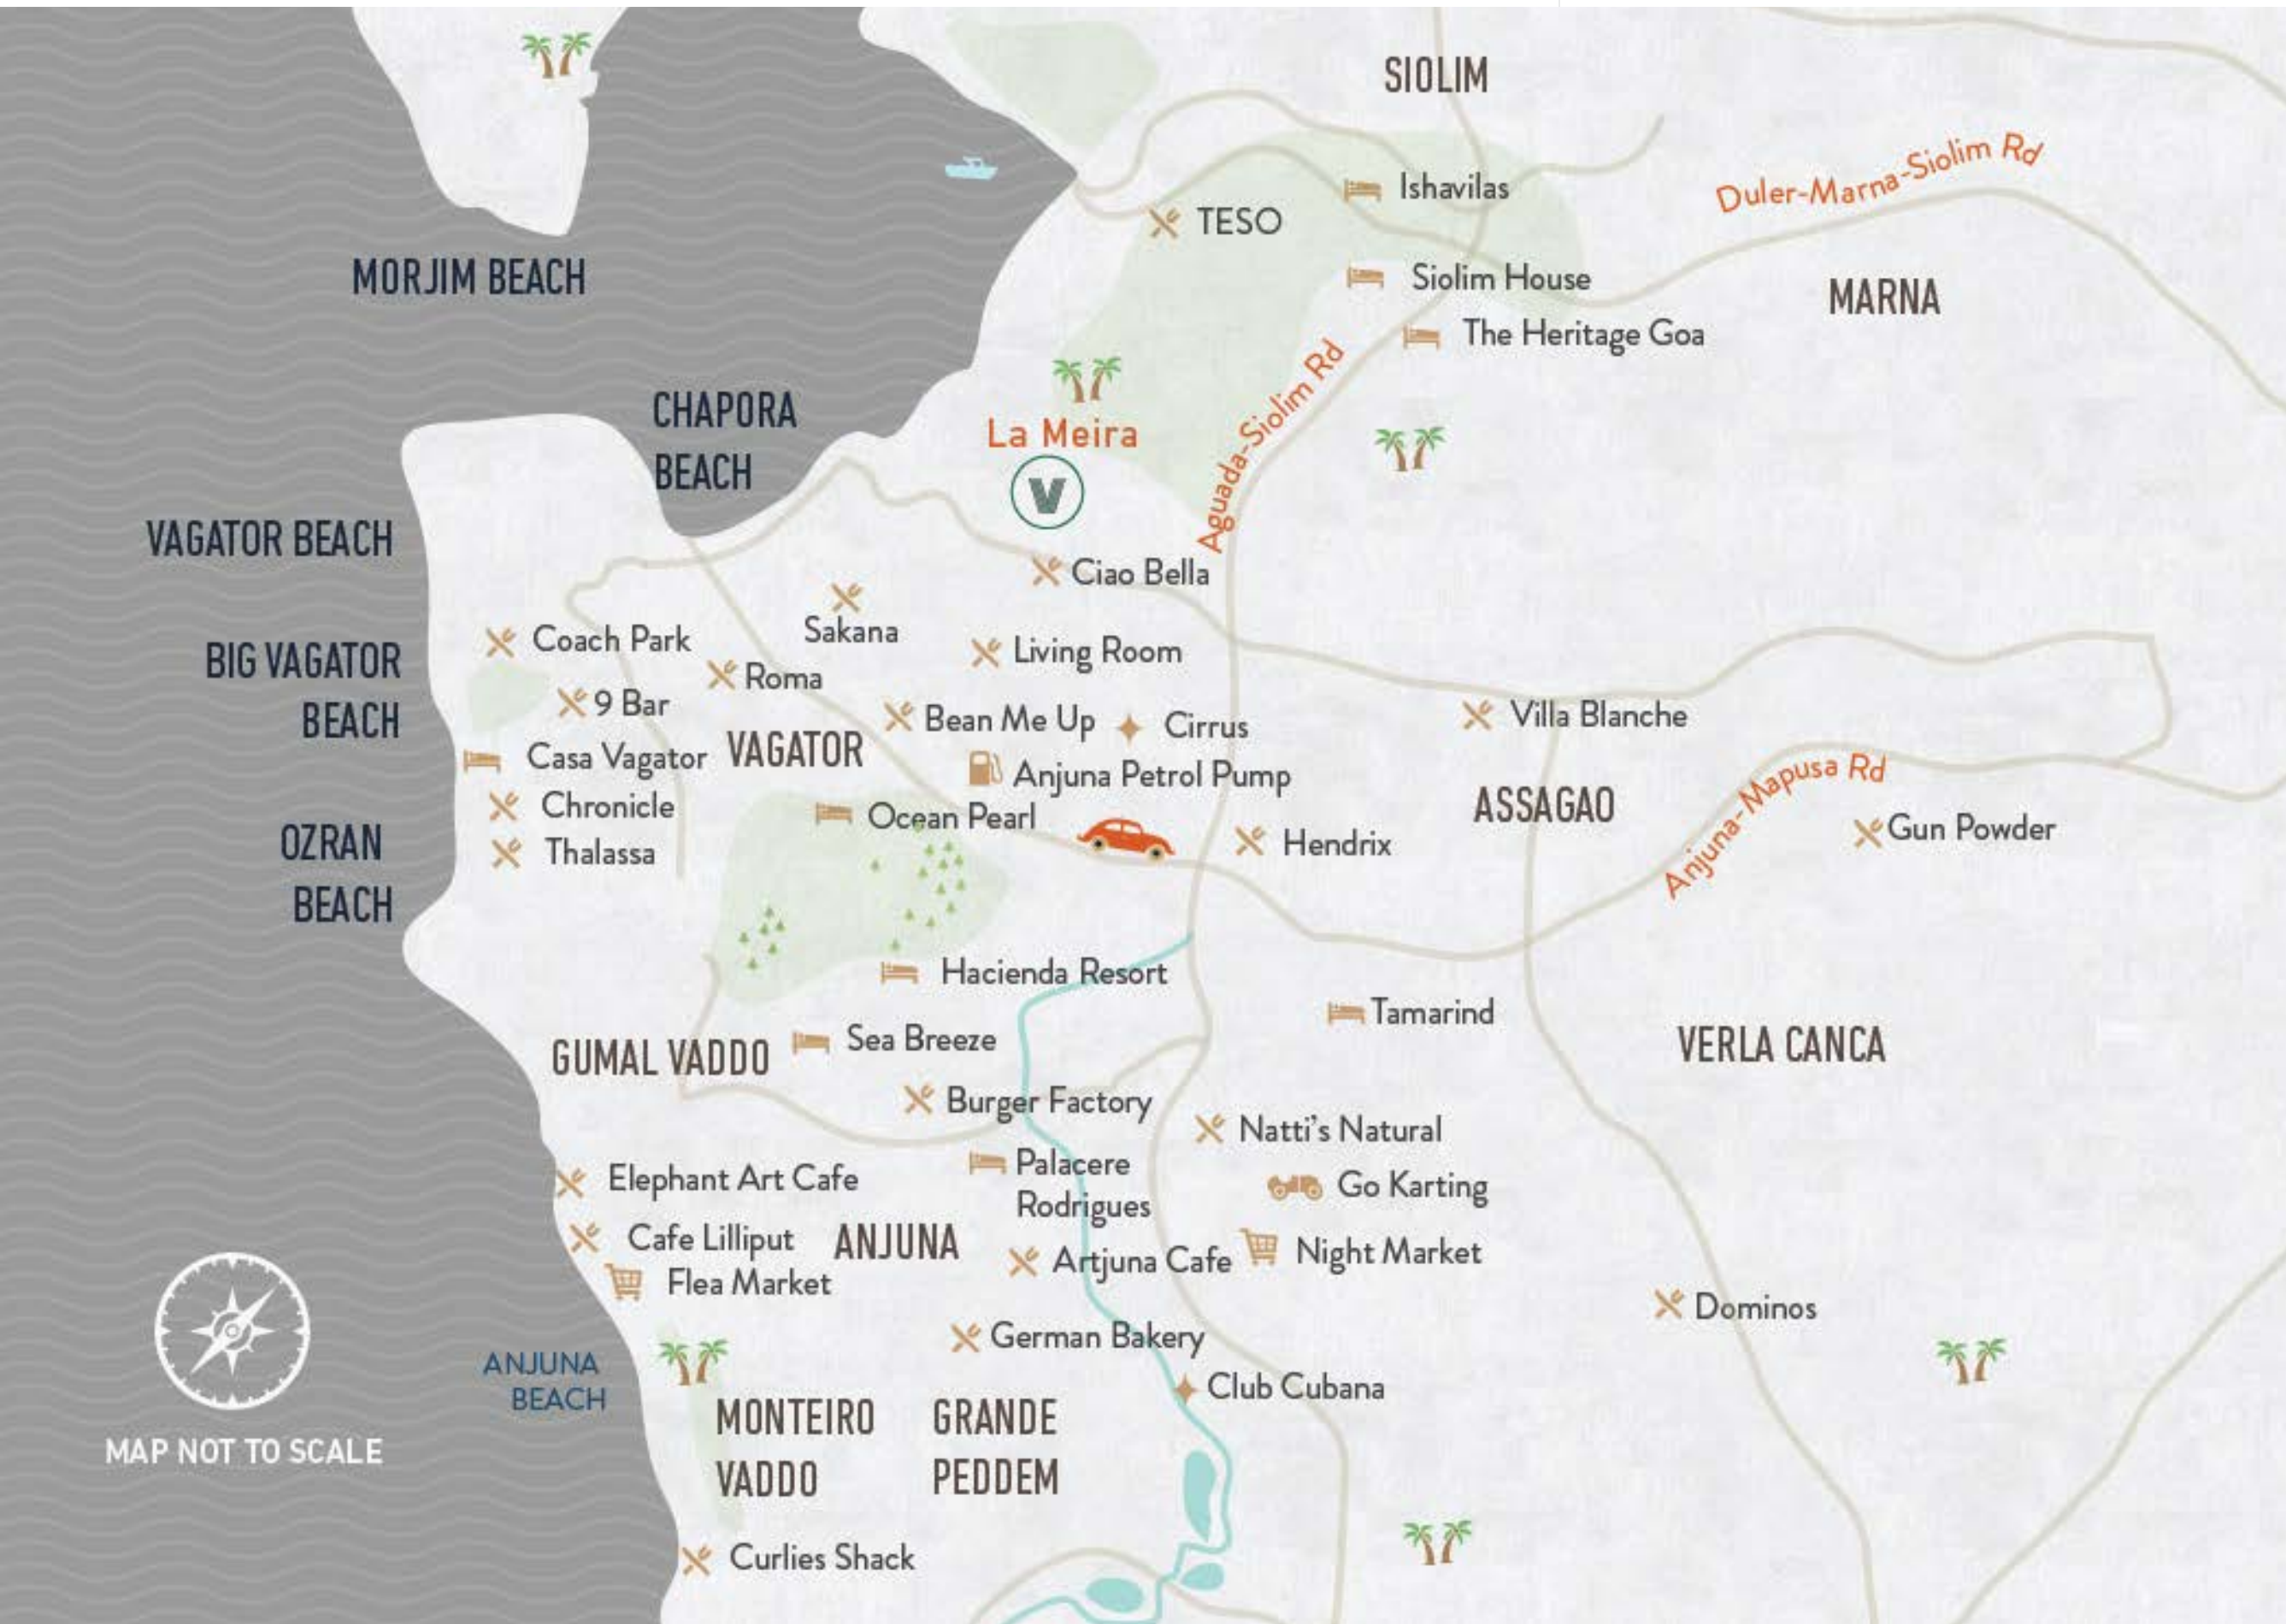 SIOLIM
Duler-Marna-Siolim Rd
Ishavilas
TESO
MORJIM BEACH
Siolim House
MARNA
The Heritage Goa
CHAPORA
BEACH
La Meira
V
Aguada-Siolim Rd
VAGATOR BEACH
Ciao Bella
Sakana
Coach Park
Living Room
BIG VAGATOR
BEACH
Roma
9 Bar
Bean Me Up
Cirrus
Villa Blanche
Casa Vagator
VAGATOR
Anjuna Petrol Pump
Anjuna-Mapusa Rd
Chronicle
Ocean Pearl
ASSAGAO
Gun Powder
OZRAN
BEACH
Thalassa
Hendrix
Hacienda Resort
Tamarind
GUMAL VADDO
Sea Breeze
VERLA CANCA
Burger Factory
Natti's Natural
Elephant Art Cafe
Palacere
Rodrigues
Go Karting
Cafe Lilliput
ANJUNA
Artjuna Cafe
Night Market
Flea Market
Dominos
German Bakery
ANJUNA
BEACH
Club Cubana
MONTEIRO
VADDO
GRANDE
PEDDEM
MAP NOT TO SCALE
Curlies Shack